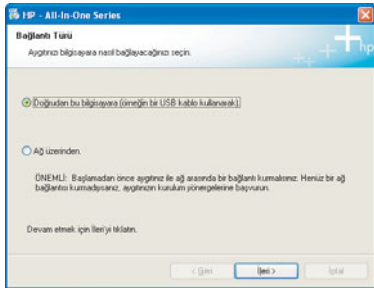 HP - All-In-One Series
Bağlantı Türü
Aygıtınızı bilgisayara nasıl bağlayacağınızı seçin.
hp
Doğrudan bu bilgisayara (örneğin bir USB kablo kullanarak).
Ağ üzerinden.
ÖNEMLİ: Başlamadan önce aygıtınız ile ağ arasında bir bağlantı kurmalısınız. Henüz bir ağ
bağlantısı kurmadıysanız, aygıtınızın kurulum yönergelerine başvurun.
Devam etmek için İleri'yi tıklatın.
< Geri
İleri >
İptal